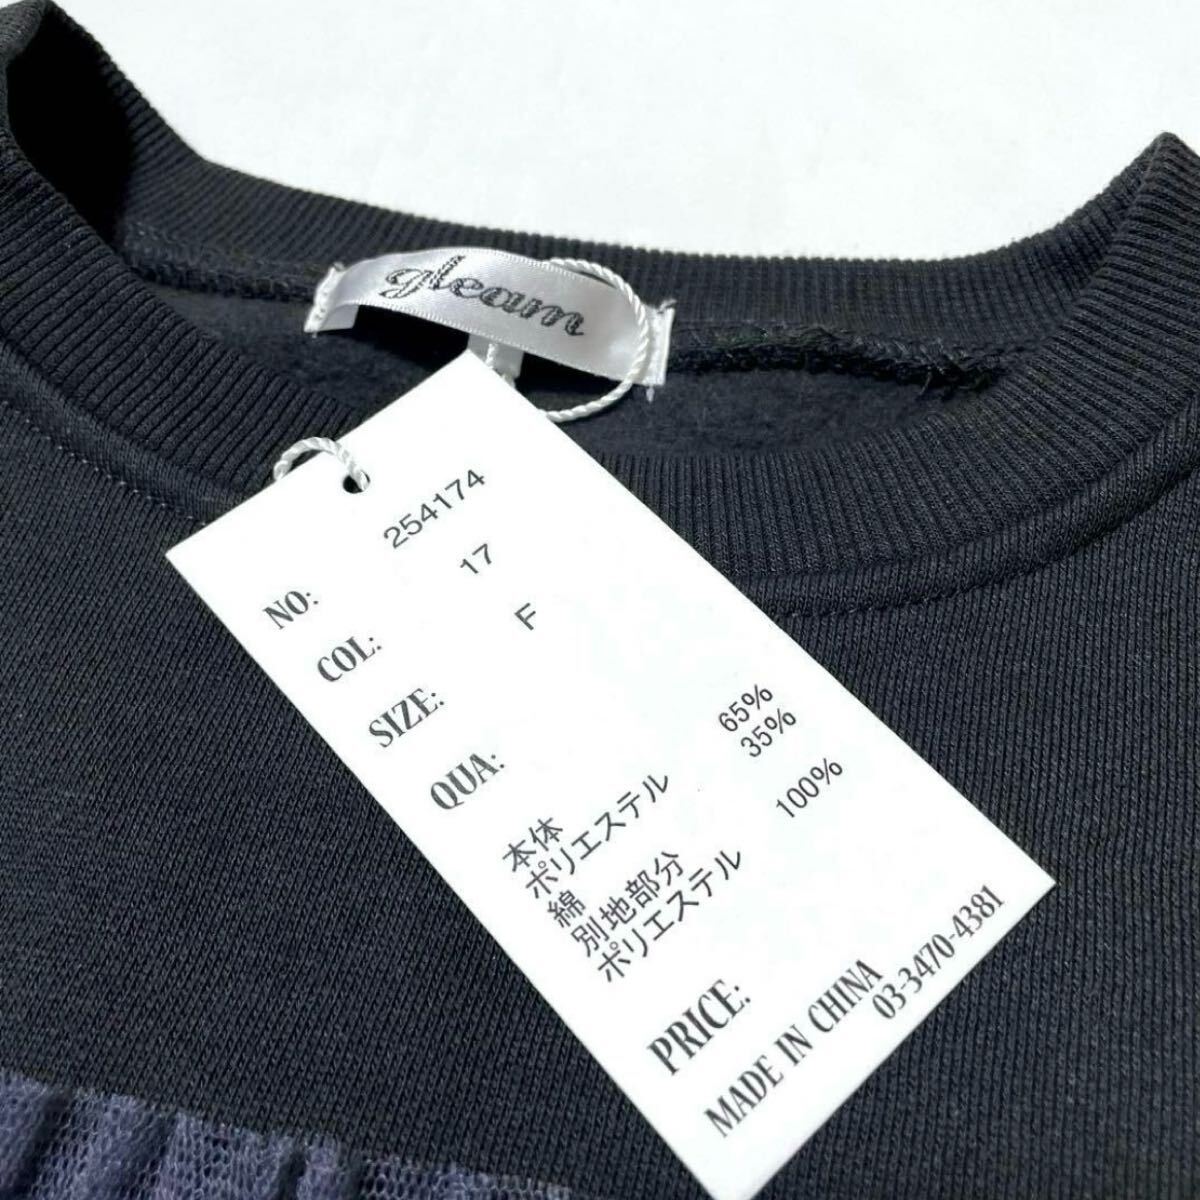 gleam
NO: 254174
COL: 17
SIZE: F
QUA:
本体
ポリエステル 65%
綿 35%
別地部分
ポリエステル 100%
PRICE:
MADE IN CHINA
03-3470-4381